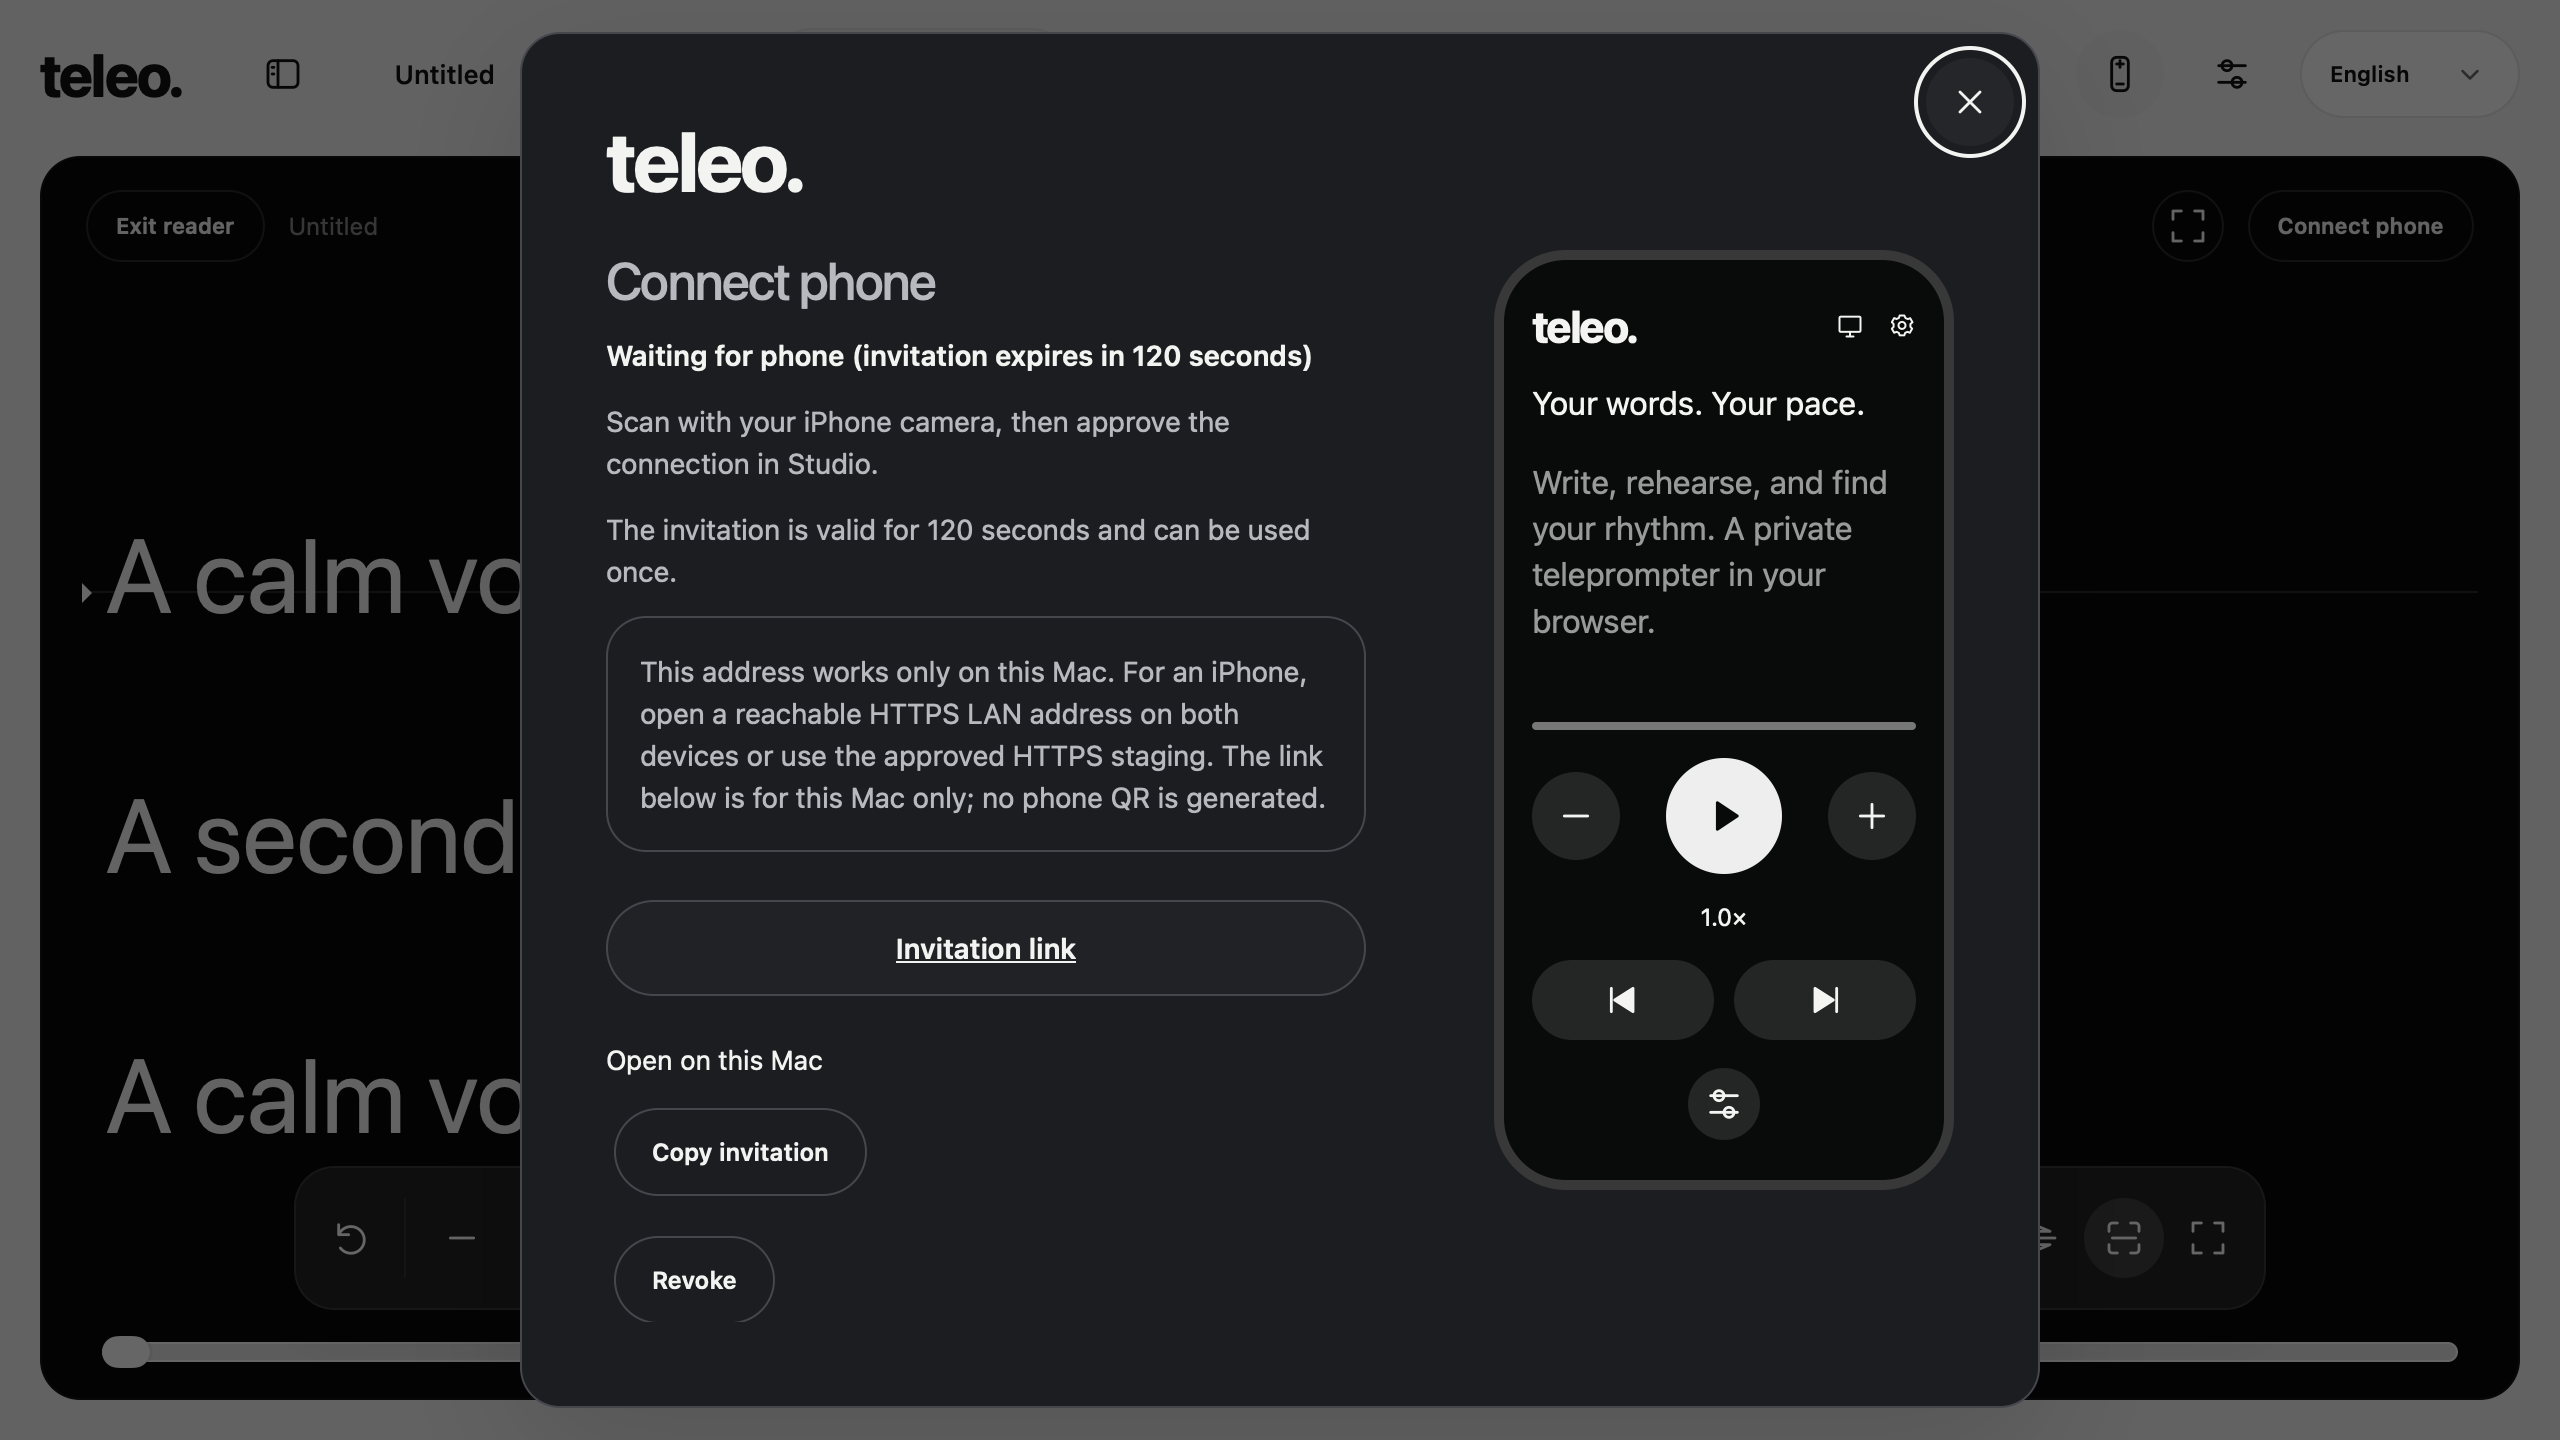 teleo.
Untitled
English
Exit reader
Untitled
Connect phone
A calm vo
A second
A calm vo
teleo.
Connect phone
Waiting for phone (invitation expires in 120 seconds)
Scan with your iPhone camera, then approve the
connection in Studio.
The invitation is valid for 120 seconds and can be used
once.
This address works only on this Mac. For an iPhone,
open a reachable HTTPS LAN address on both
devices or use the approved HTTPS staging. The link
below is for this Mac only; no phone QR is generated.
Invitation link
Open on this Mac
Copy invitation
Revoke
teleo.
Your words. Your pace.
Write, rehearse, and find
your rhythm. A private
teleprompter in your
browser.
1.0×